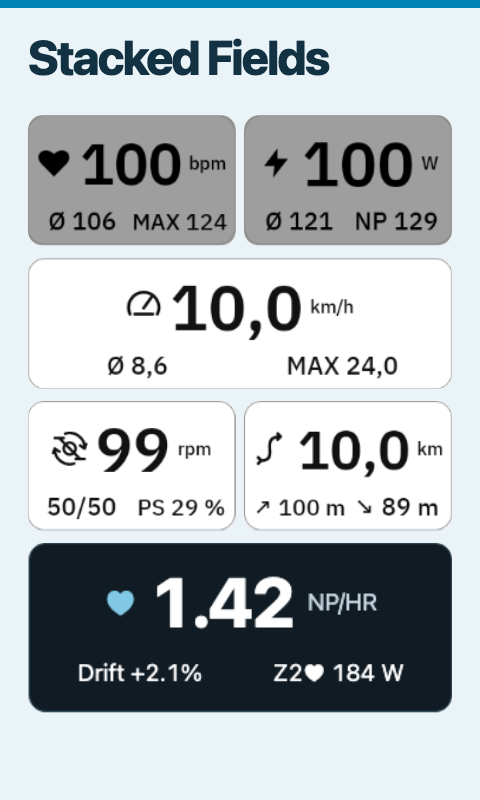 Stacked Fields
100 bpm
Ø 106 MAX 124
100 W
Ø 121 NP 129
10,0 km/h
Ø 8,6 MAX 24,0
99 rpm
50/50 PS 29 %
10,0 km
↗ 100 m ↘ 89 m
1.42 NP/HR
Drift +2.1% Z2♥ 184 W